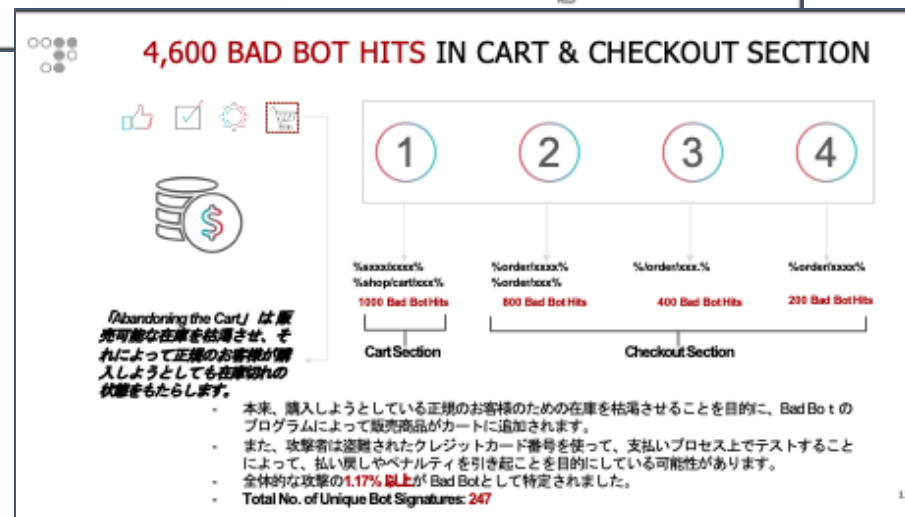 4,600 BAD BOT HITS IN CART & CHECKOUT SECTION
1
2
3
4
%xxxx/xxxx%
%shop/cart/xxx%
1000 Bad Bot Hits
%order/xxxx%
%order/xxx%
800 Bad Bot Hits
%/order/xxx.%
400 Bad Bot Hits
%order/xxxx%
200 Bad Bot Hits
Cart Section
Checkout Section
「Abandoning the Cart」 は 販
売可能な在庫を枯渇させ、そ
れによって正規のお客様が購
入しようとしても在庫切れの
状態をもたらします。
- 本来、購入しようとしている正規のお客様のための在庫を枯渇させることを目的に、Bad Bo t の
プログラムによって販売商品がカートに追加されます。
- また、攻撃者は盗難されたクレジットカード番号を使って、支払いプロセス上でテストすること
によって、払い戻しやペナルティを引き起ことを目的にしている可能性があります。
- 全体的な攻撃の1.17% 以上が Bad Botとして特定されました。
- Total No. of Unique Bot Signatures: 247